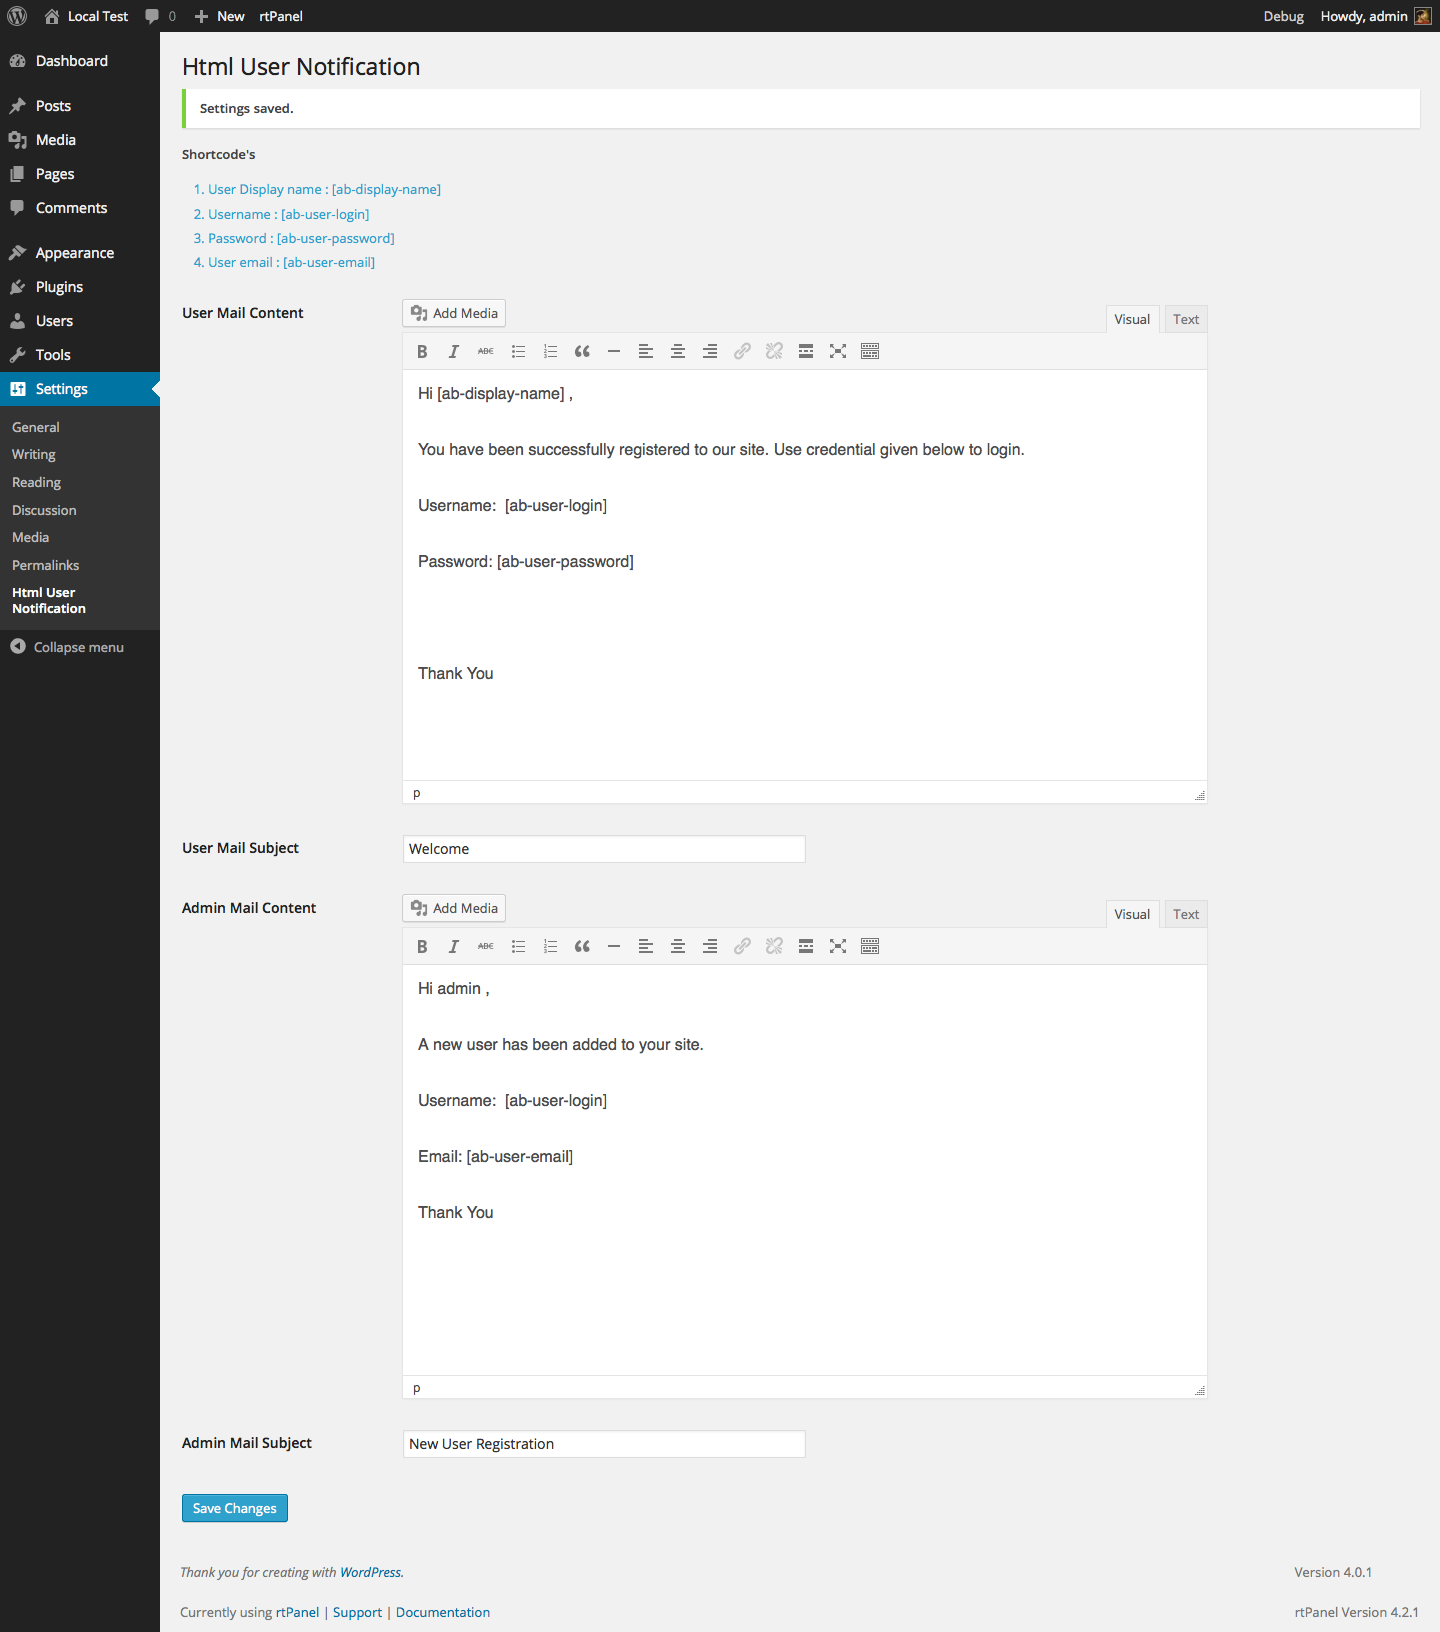 Local Test 0 New rtPanel Debug Howdy, admin
Dashboard
Posts
Media
Pages
Comments
Appearance
Plugins
Users
Tools
Settings
General
Writing
Reading
Discussion
Media
Permalinks
Html User
Notification
Collapse menu
Html User Notification
Settings saved.
Shortcode's
1. User Display name : [ab-display-name]
2. Username : [ab-user-login]
3. Password : [ab-user-password]
4. User email : [ab-user-email]
User Mail Content
Add Media
Visual Text
B I ABC
Hi [ab-display-name] ,
You have been successfully registered to our site. Use credential given below to login.
Username:  [ab-user-login]
Password: [ab-user-password]
Thank You
p
User Mail Subject
Welcome
Admin Mail Content
Add Media
Visual Text
B I ABC
Hi admin ,
A new user has been added to your site.
Username:  [ab-user-login]
Email: [ab-user-email]
Thank You
p
Admin Mail Subject
New User Registration
Save Changes
Thank you for creating with WordPress. Version 4.0.1
Currently using rtPanel | Support | Documentation rtPanel Version 4.2.1